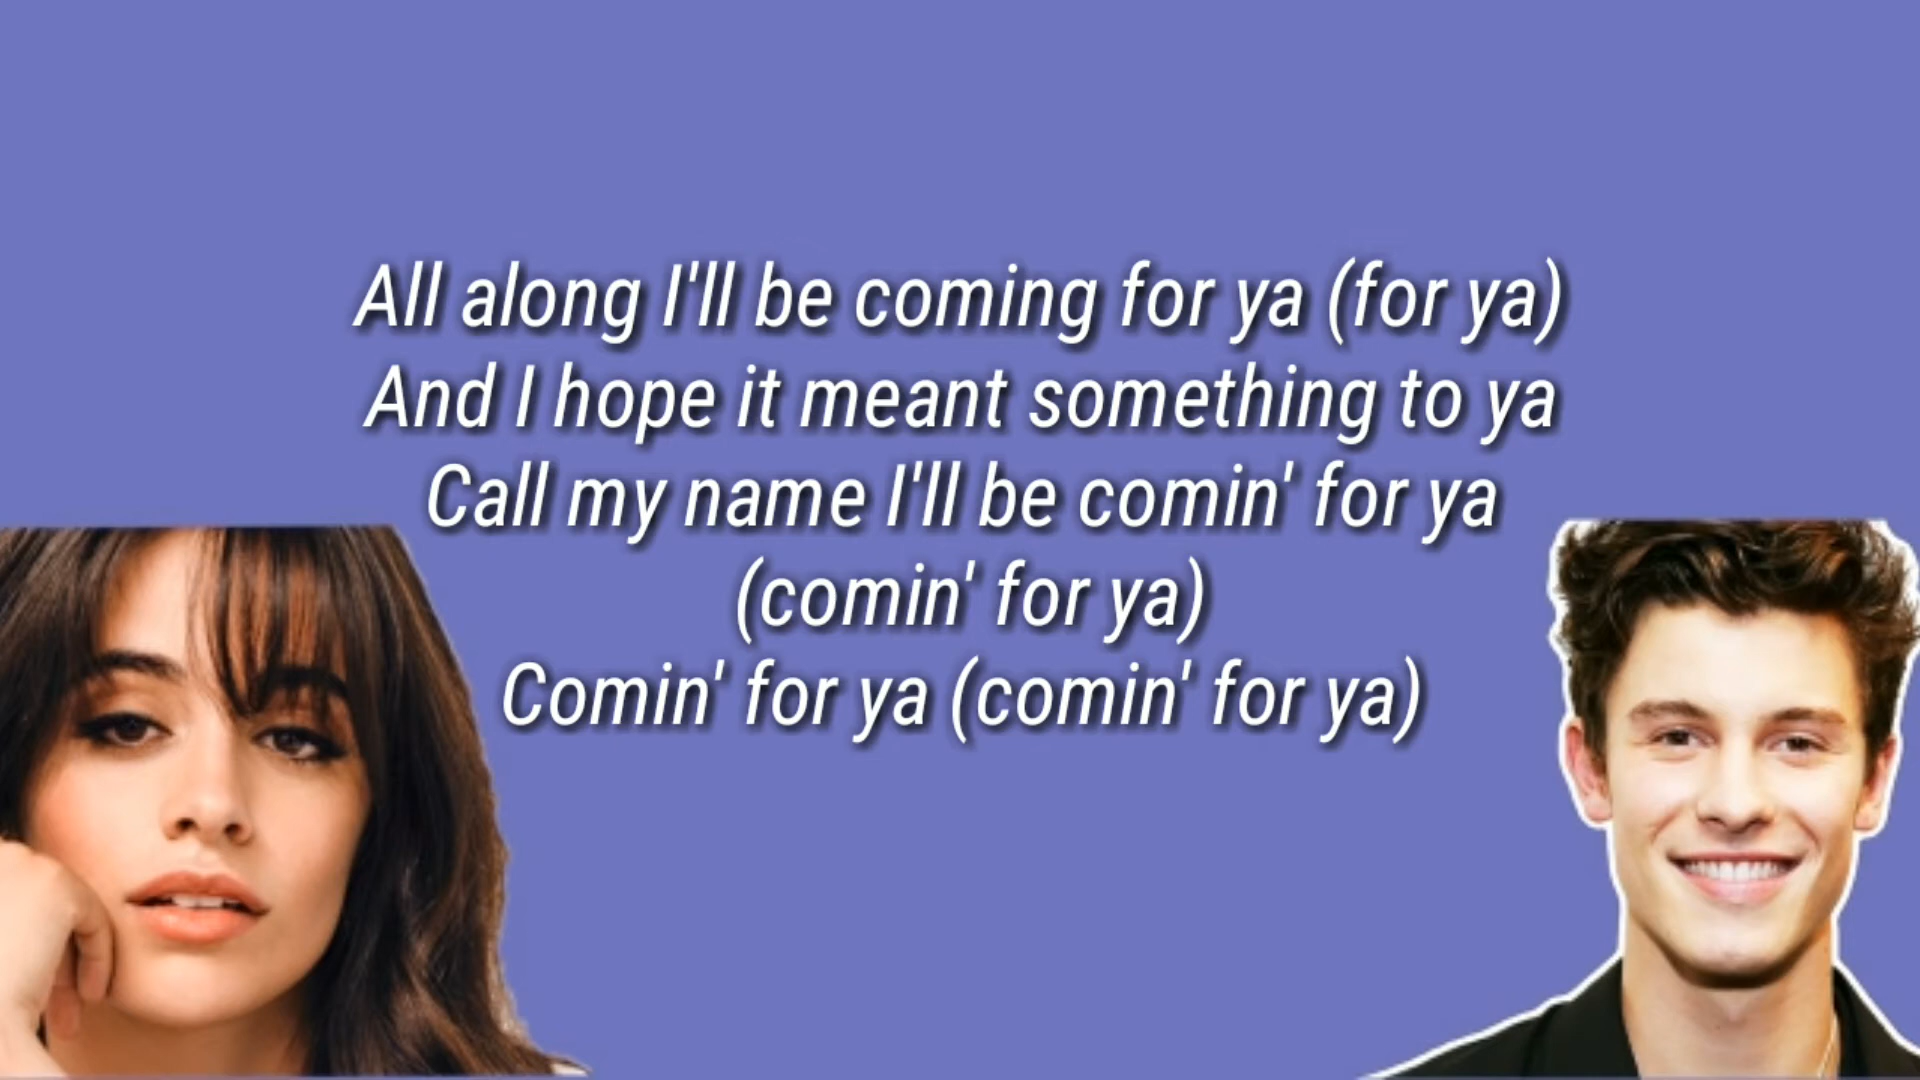 All along I'll be coming for ya (for ya)
And I hope it meant something to ya
Call my name I'll be comin' for ya
(comin' for ya)
Comin' for ya (comin' for ya)